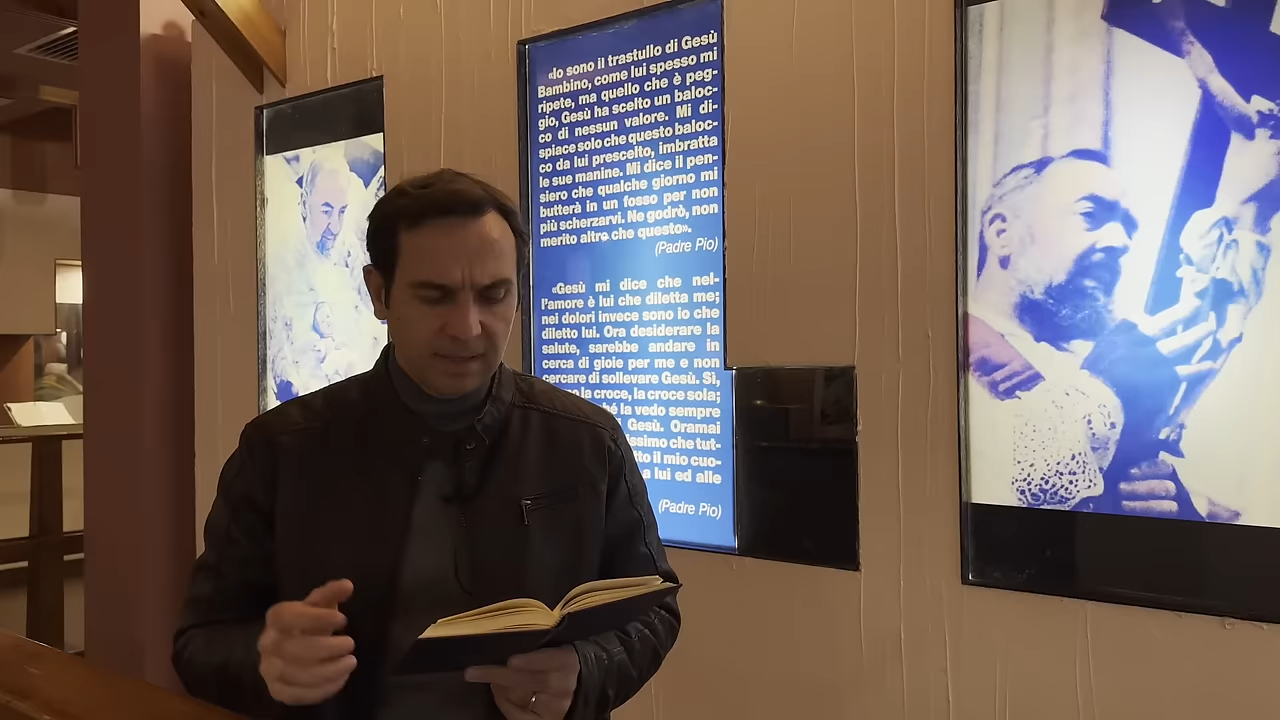 «Io sono il trastullo di Gesù
Bambino, come lui spesso mi
ripete, ma quello che è peg-
gio, Gesù ha scelto un baloc-
co di nessun valore. Mi di-
spiace solo che questo baloc-
co da lui prescelto, imbratta
le sue manine. Mi dice il pen-
siero che qualche giorno mi
butterà in un fosso per non
più scherzarvi. Ne godrò, non
merito altro che questo».
(Padre Pio)
«Gesù mi dice che nel-
l'amore è lui che diletta me;
nei dolori invece sono io che
diletto lui. Ora desiderare la
salute, sarebbe andare in
cerca di gioie per me e non
cercare di sollevare Gesù. Sì,
la croce, la croce sola;
la vedo sempre
Gesù. Oramai
che tut-
il mio cuo-
a lui ed alle
(Padre Pio)